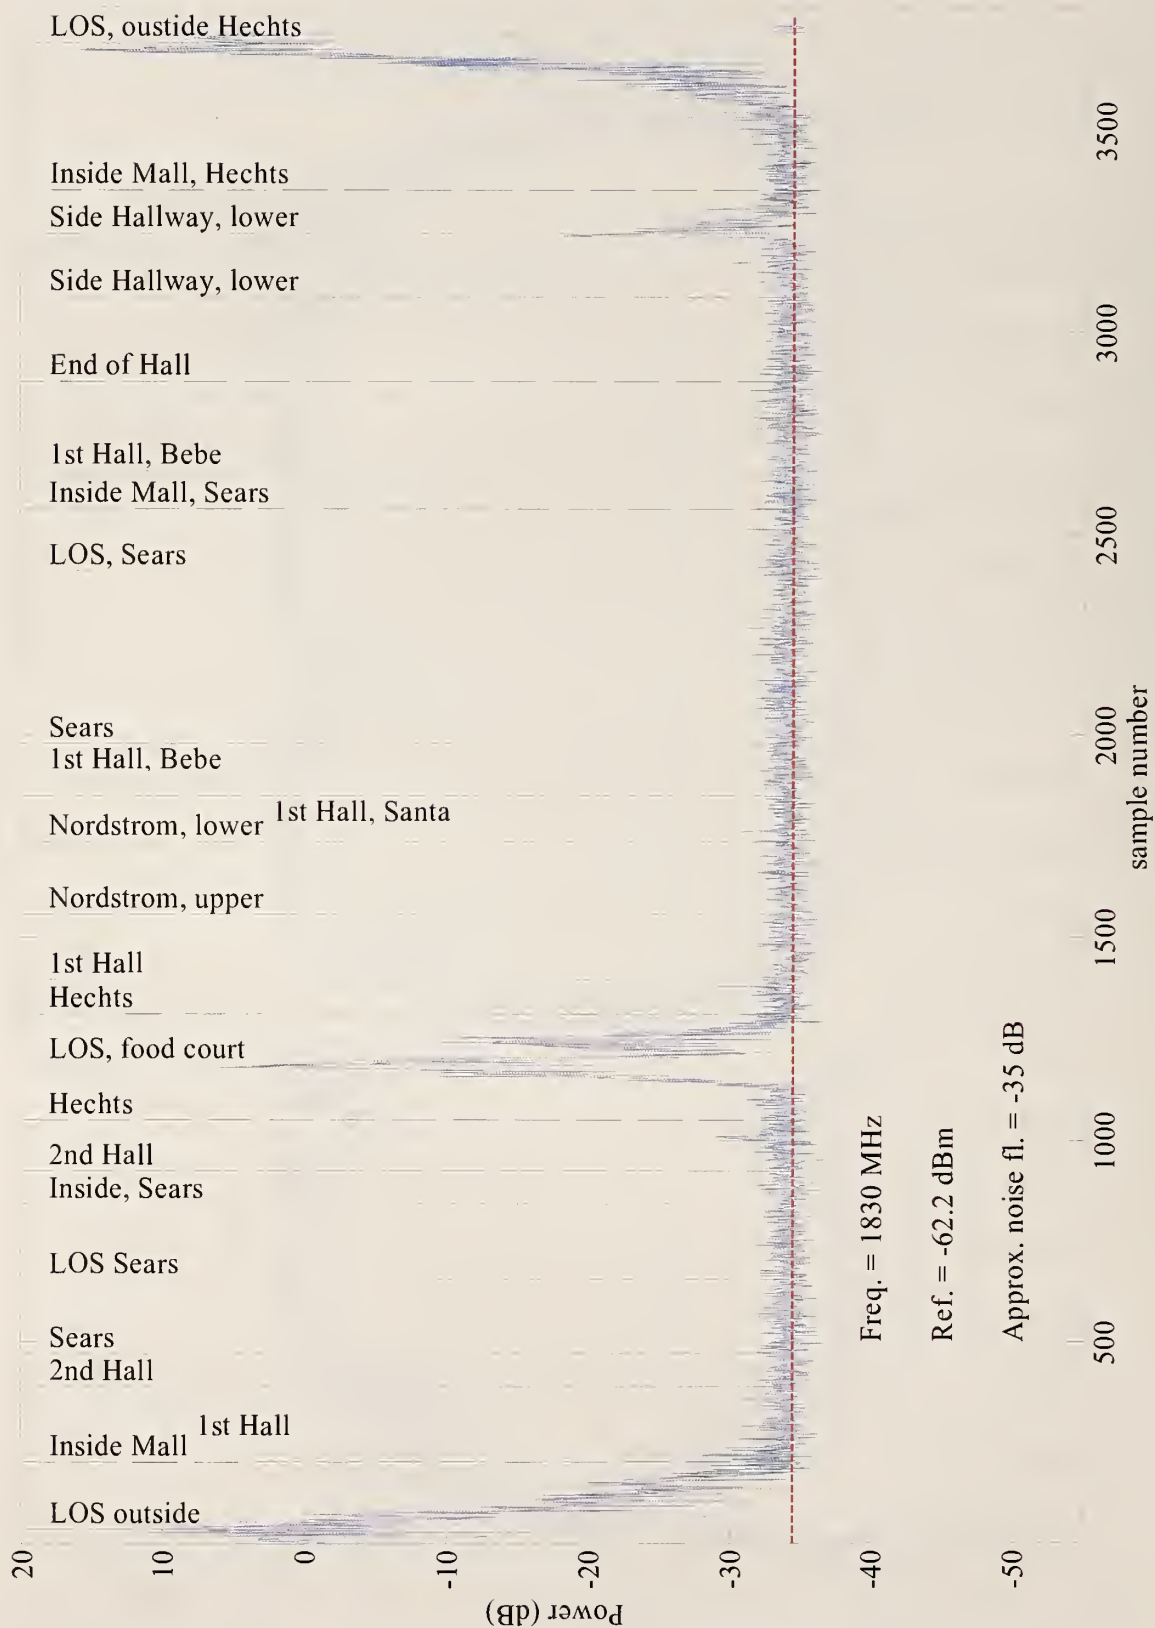 LOS, oustide Hechts
Inside Mall, Hechts
Side Hallway, lower
Side Hallway, lower
End of Hall
1st Hall, Bebe
Inside Mall, Sears
LOS, Sears
Sears
1st Hall, Bebe
1st Hall, Santa
Nordstrom, lower
Nordstrom, upper
1st Hall
Hechts
LOS, food court
Hechts
2nd Hall
Inside, Sears
LOS Sears
Sears
2nd Hall
1st Hall
Inside Mall
LOS outside
20
10
0
-10
-20
-30
-40
-50
Power (dB)
Freq. = 1830 MHz
Ref. = -62.2 dBm
Approx. noise fl. = -35 dB
500
1000
1500
2000
2500
3000
3500
sample number